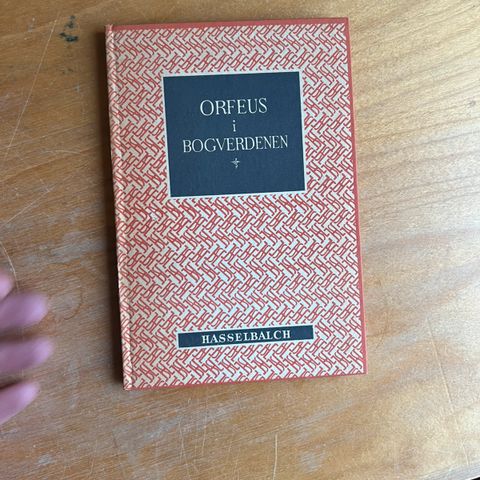 ORFEUS
i
BOGVERDENEN
HASSELBALCH